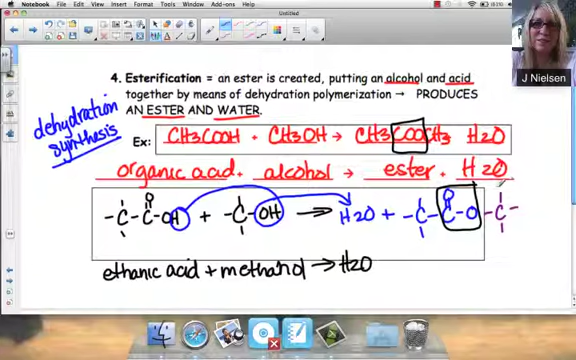 Notebook File Edit View Insert Format Draw Tools Window Add-ons Help
Untitled
J Nielsen
4. Esterification = an ester is created, putting an alcohol and acid
together by means of dehydration polymerization → PRODUCES
AN ESTER AND WATER.
dehydration
synthesis
Ex: CH3COOH + CH3OH → CH3COOCH3 H2O
organic acid + alcohol → ester + H2O
-C-C-OH + -C-OH → H2O + -C-C-O-C-
O O
ethanic acid + methanol → H2O